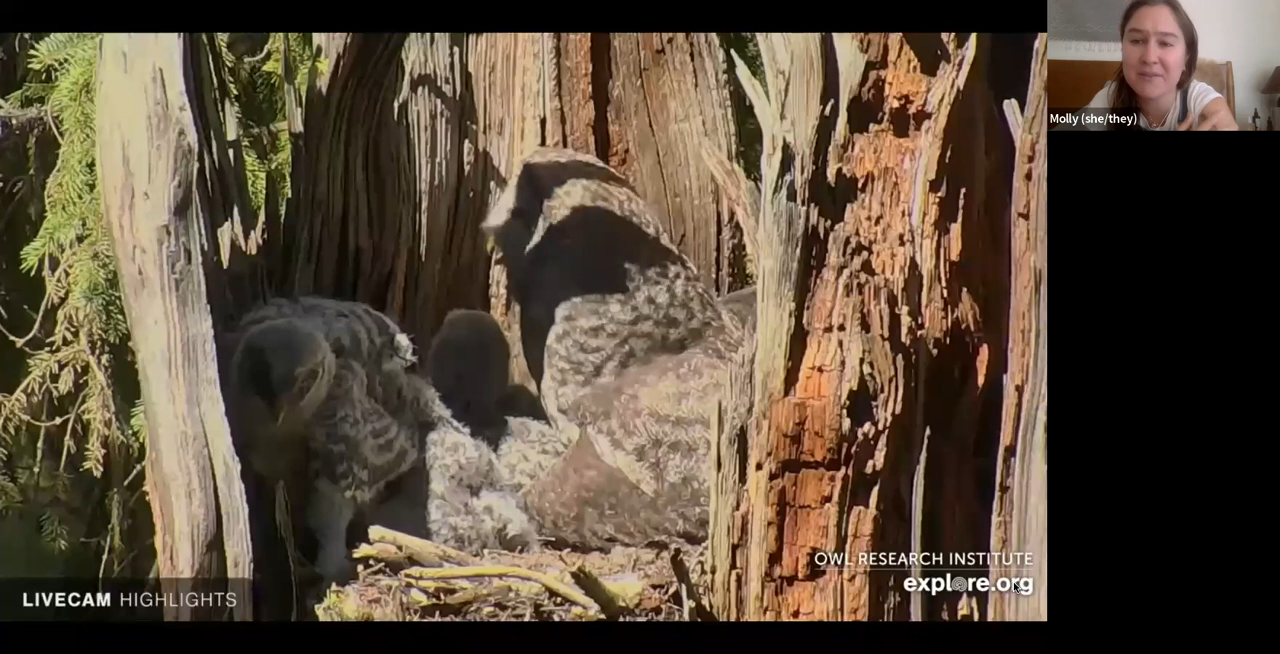 Molly (she/they)
OWL RESEARCH INSTITUTE
explore.org
LIVECAM HIGHLIGHTS